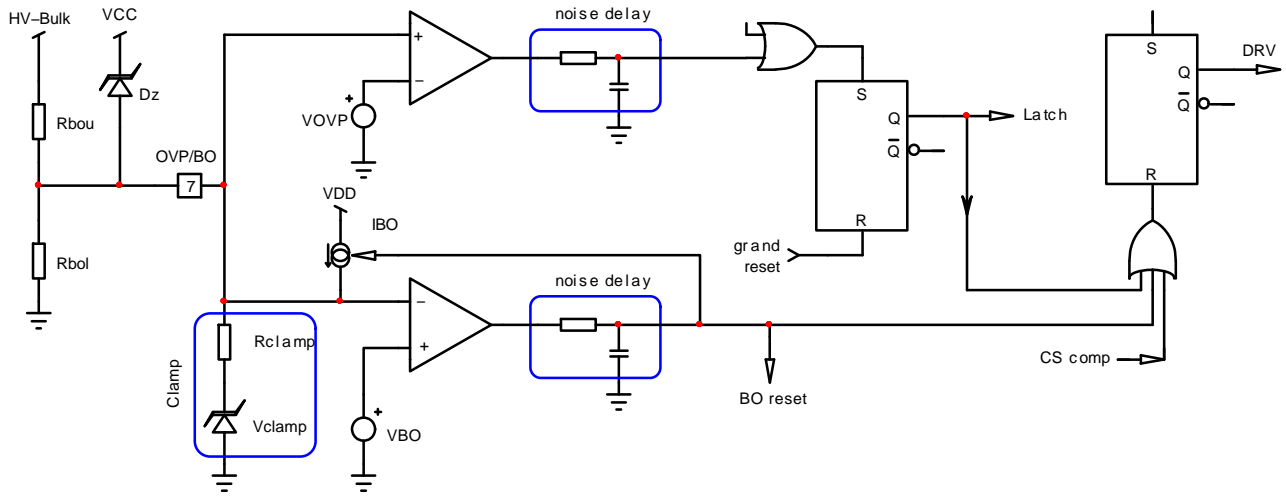 HV–Bulk
VCC
noise delay
S
DRV
Q
Q
Dz
Rbou
VOVP
S
Q
Latch
Q
OVP/BO
7
VDD
IBO
R
R
grand
reset
Rbol
noise delay
Clamp
Rclamp
Vclamp
VBO
BO reset
CS comp
+
−
+
−
+
+